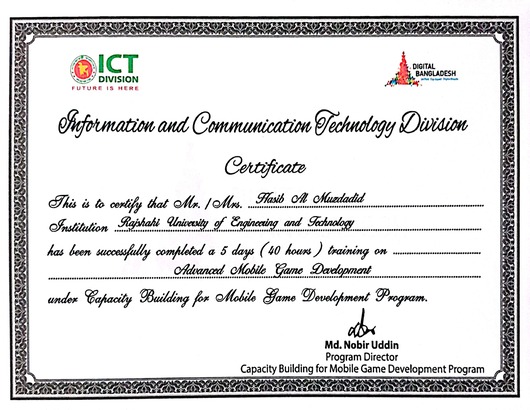 ICT
DIVISION
FUTURE IS HERE
DIGITAL
BANGLADESH
Information and Communication Technology Division
Certificate
This is to certify that Mr. / Mrs. Hasib Al Muzdadid
Institution Rajshahi University of Engineering and Technology
has been successfully completed a 5 days ( 40 hours ) training on
Advanced Mobile Game Development
under Capacity Building for Mobile Game Development Program.
Md. Nobir Uddin
Program Director
Capacity Building for Mobile Game Development Program